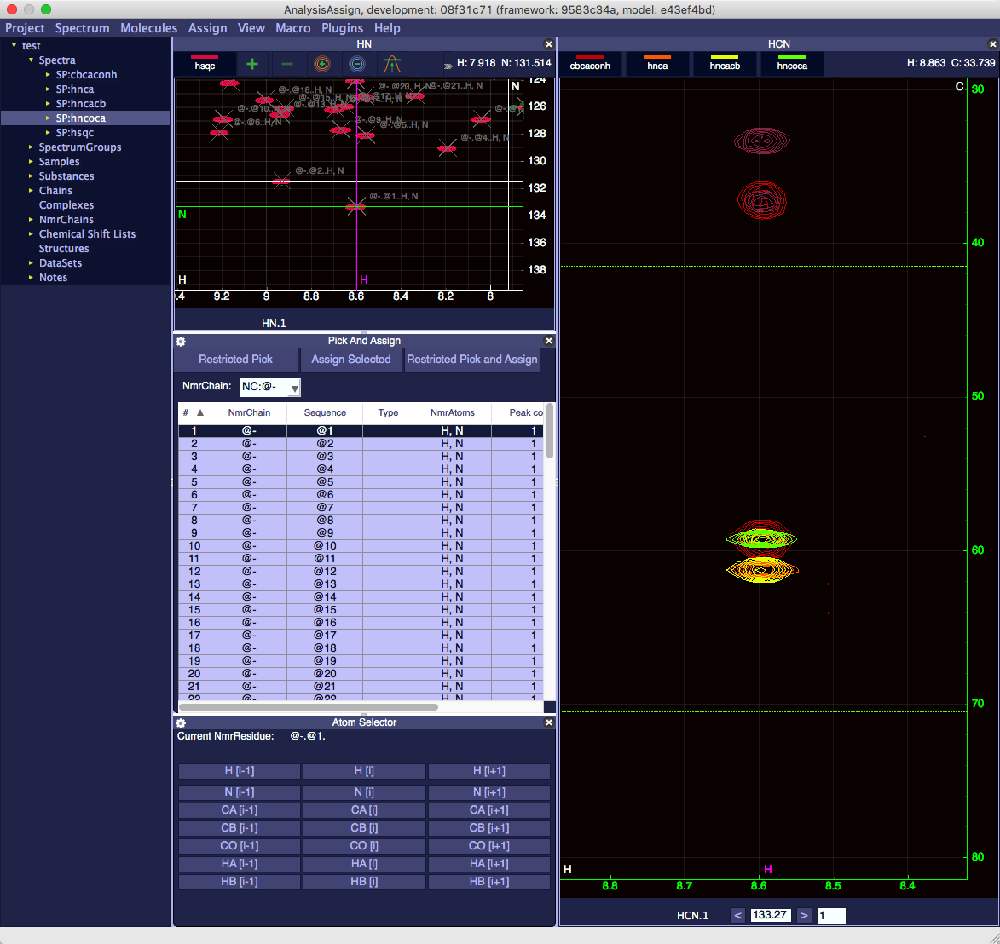 AnalysisAssign, development: 08f31c71 (framework: 9583c34a, model: e43ef4bd)
Project Spectrum Molecules Assign View Macro Plugins Help
test
Spectra
SP:cbcaconh
SP:hnca
SP:hncacb
SP:hncoca
SP:hsqc
SpectrumGroups
Samples
Substances
Chains
Complexes
NmrChains
Chemical Shift Lists
Structures
DataSets
Notes
HN
hsqc
H: 7.918 N: 131.514
124
N
126
128
130
132
134
136
138
@-.@18..H, N
@-.@20..H, N
@-.@21..H, N
@-.@10..
@-.@6..H, N
@-.@5..H, N
@-.@4..H, N
@-.@2..H, N
@-.@1..H, N
N
H
H
9.2 9 8.8 8.6 8.4 8.2 8
HN.1
Pick And Assign
Restricted Pick Assign Selected Restricted Pick and Assign
NmrChain: NC:@-
# NmrChain Sequence Type NmrAtoms Peak co
1 @- @1 H, N 1
2 @- @2 H, N 1
3 @- @3 H, N 1
4 @- @4 H, N 1
5 @- @5 H, N 1
6 @- @6 H, N 1
7 @- @7 H, N 1
8 @- @8 H, N 1
9 @- @9 H, N 1
10 @- @10 H, N 1
11 @- @11 H, N 1
12 @- @12 H, N 1
13 @- @13 H, N 1
14 @- @14 H, N 1
15 @- @15 H, N 1
16 @- @16 H, N 1
17 @- @17 H, N 1
18 @- @18 H, N 1
19 @- @19 H, N 1
20 @- @20 H, N 1
21 @- @21 H, N 1
22 @- @22 H, N 1
Atom Selector
Current NmrResidue: @-.@1.
H [i-1] H [i] H [i+1]
N [i-1] N [i] N [i+1]
CA [i-1] CA [i] CA [i+1]
CB [i-1] CB [i] CB [i+1]
CO [i-1] CO [i] CO [i+1]
HA [i-1] HA [i] HA [i+1]
HB [i-1] HB [i] HB [i+1]
HCN
cbcaconh hnca hncacb hncoca
H: 8.863 C: 33.739
C
30
40
50
60
70
80
H
H
8.8 8.7 8.6 8.5 8.4
HCN.1 < 133.27 > 1